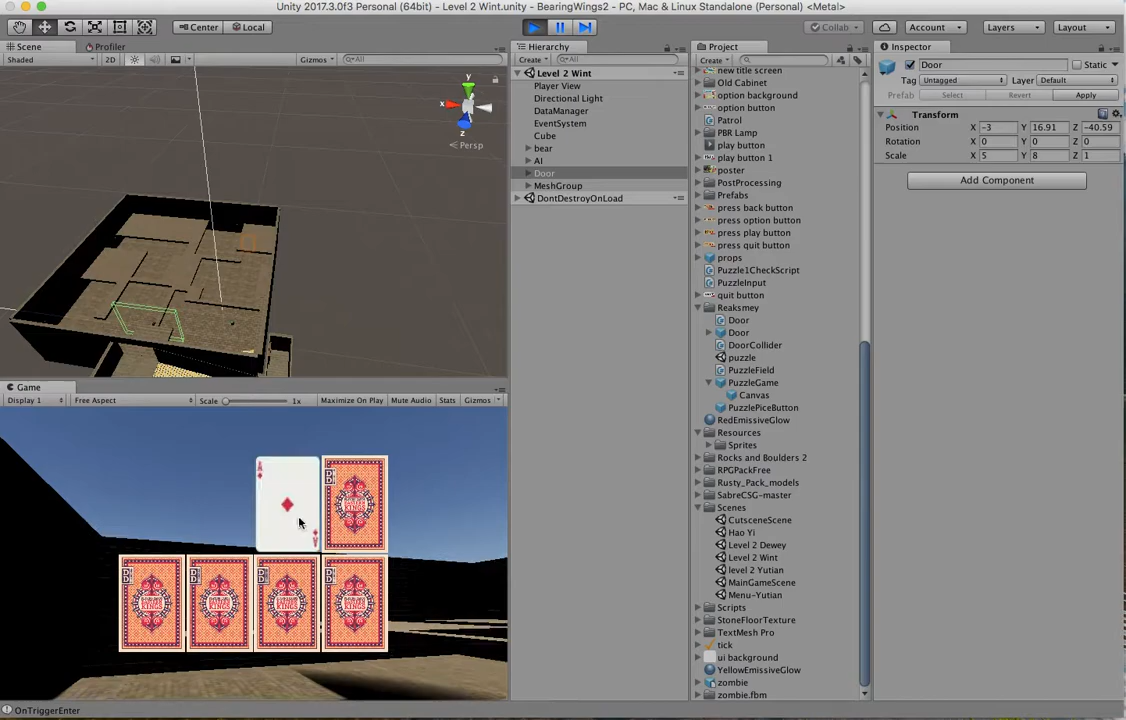 Unity 2017.3.0f3 Personal (64bit) - Level 2 Wint.unity - BearingWings2 - PC, Mac & Linux Standalone (Personal) <Metal>
Center Local Collab Account Layers Layout
Scene Profiler
Shaded 2D Gizmos All
y
x
z
Persp
Game
Display 1 Free Aspect Scale 1x Maximize On Play Mute Audio Stats Gizmos
OnTriggerEnter
Hierarchy
Create All
Level 2 Wint
Player View
Directional Light
DataManager
EventSystem
Cube
bear
AI
Door
MeshGroup
DontDestroyOnLoad
Project
Create
new title screen
Old Cabinet
option background
option button
Patrol
PBR Lamp
play button
play button 1
poster
PostProcessing
Prefabs
press back button
press option button
press play button
press quit button
props
Puzzle1CheckScript
PuzzleInput
quit button
Reaksmey
Door
Door
DoorCollider
puzzle
PuzzleField
PuzzleGame
Canvas
PuzzlePiceButton
RedEmissiveGlow
Resources
Sprites
Rocks and Boulders 2
RPGPackFree
Rusty_Pack_models
SabreCSG-master
Scenes
CutsceneScene
Hao Yi
Level 2 Dewey
Level 2 Wint
level 2 Yutian
MainGameScene
Menu-Yutian
Scripts
StoneFloorTexture
TextMesh Pro
tick
ui background
YellowEmissiveGlow
zombie
zombie.fbm
Inspector
Door Static
Tag Untagged Layer Default
Prefab Select Revert Apply
Transform
Position X -3 Y 16.91 Z -40.59
Rotation X 0 Y 0 Z 0
Scale X 5 Y 8 Z 1
Add Component